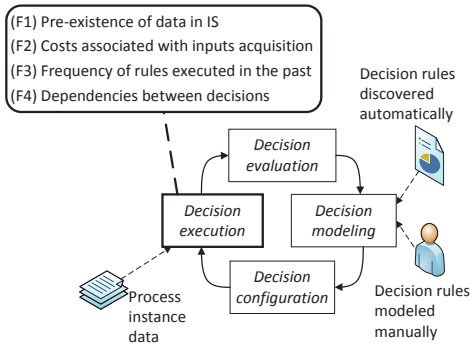 (F1) Pre-existence of data in IS
(F2) Costs associated with inputs acquisition
(F3) Frequency of rules executed in the past
(F4) Dependencies between decisions
Decision rules
discovered
automatically
Decision
evaluation
Decision
execution
Decision
modeling
Decision
configuration
Process
instance
data
Decision rules
modeled
manually